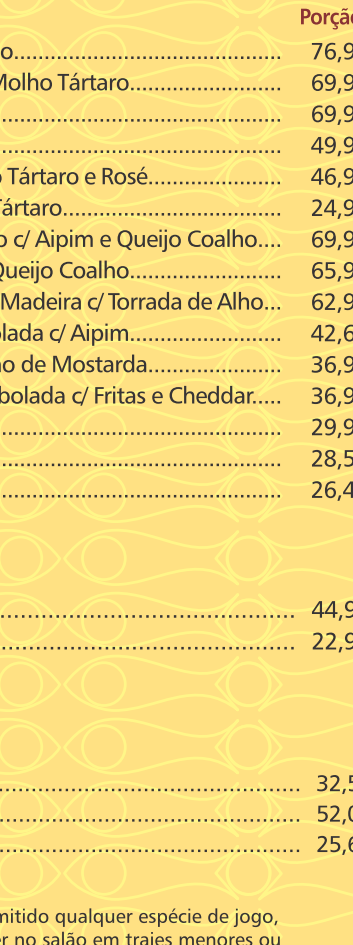 Porção
o............................................ 76,9
Molho Tártaro......................... 69,9
.............................................. 69,9
.............................................. 49,9
o Tártaro e Rosé...................... 46,9
Tártaro.................................... 24,9
o c/ Aipim e Queijo Coalho.... 69,9
Queijo Coalho......................... 65,9
Madeira c/ Torrada de Alho... 62,9
olada c/ Aipim......................... 42,6
ho de Mostarda...................... 36,9
bolada c/ Fritas e Cheddar..... 36,9
.............................................. 29,9
.............................................. 28,5
.............................................. 26,4
................................................ 44,9
................................................ 22,9
................................................. 32,5
................................................. 52,0
................................................. 25,6
mitido qualquer espécie de jogo,
er no salão em trajes menores ou